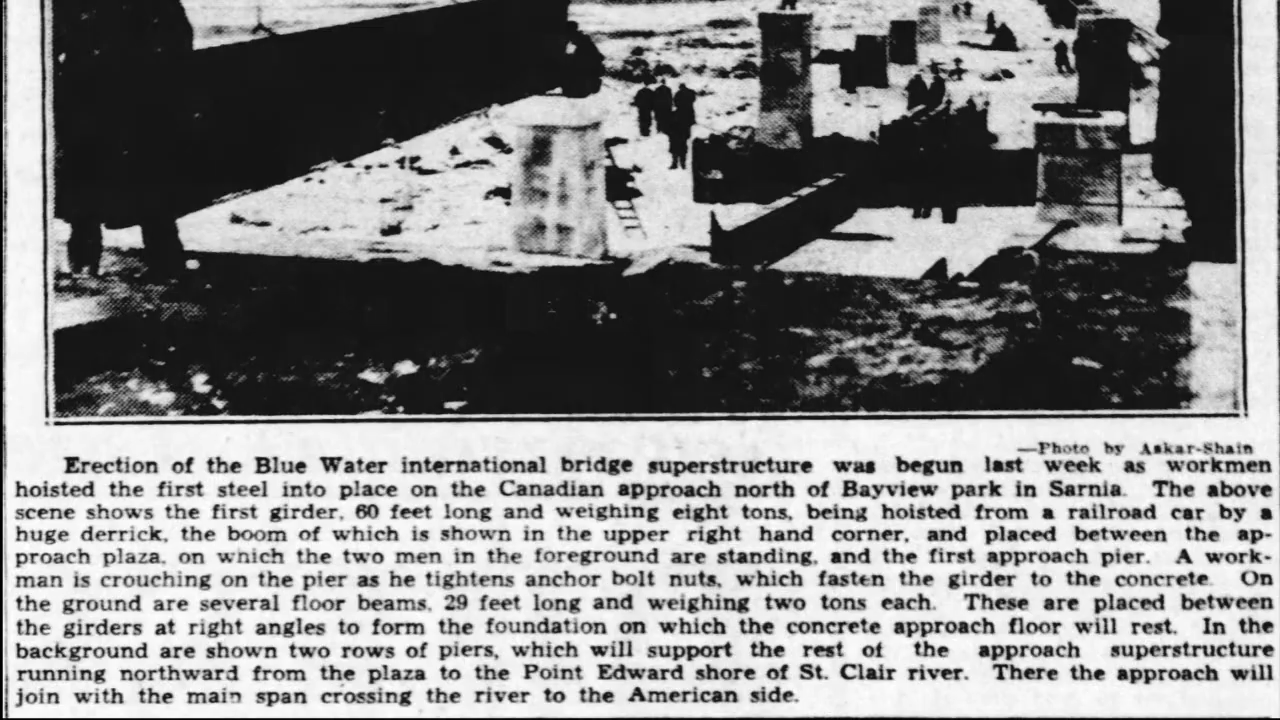 —Photo by Askar-Shain
Erection of the Blue Water international bridge superstructure was begun last week as workmen
hoisted the first steel into place on the Canadian approach north of Bayview park in Sarnia. The above
scene shows the first girder, 60 feet long and weighing eight tons, being hoisted from a railroad car by a
huge derrick, the boom of which is shown in the upper right hand corner, and placed between the ap-
proach plaza, on which the two men in the foreground are standing, and the first approach pier. A work-
man is crouching on the pier as he tightens anchor bolt nuts, which fasten the girder to the concrete. On
the ground are several floor beams, 29 feet long and weighing two tons each. These are placed between
the girders at right angles to form the foundation on which the concrete approach floor will rest. In the
background are shown two rows of piers, which will support the rest of the approach superstructure
running northward from the plaza to the Point Edward shore of St. Clair river. There the approach will
join with the main span crossing the river to the American side.